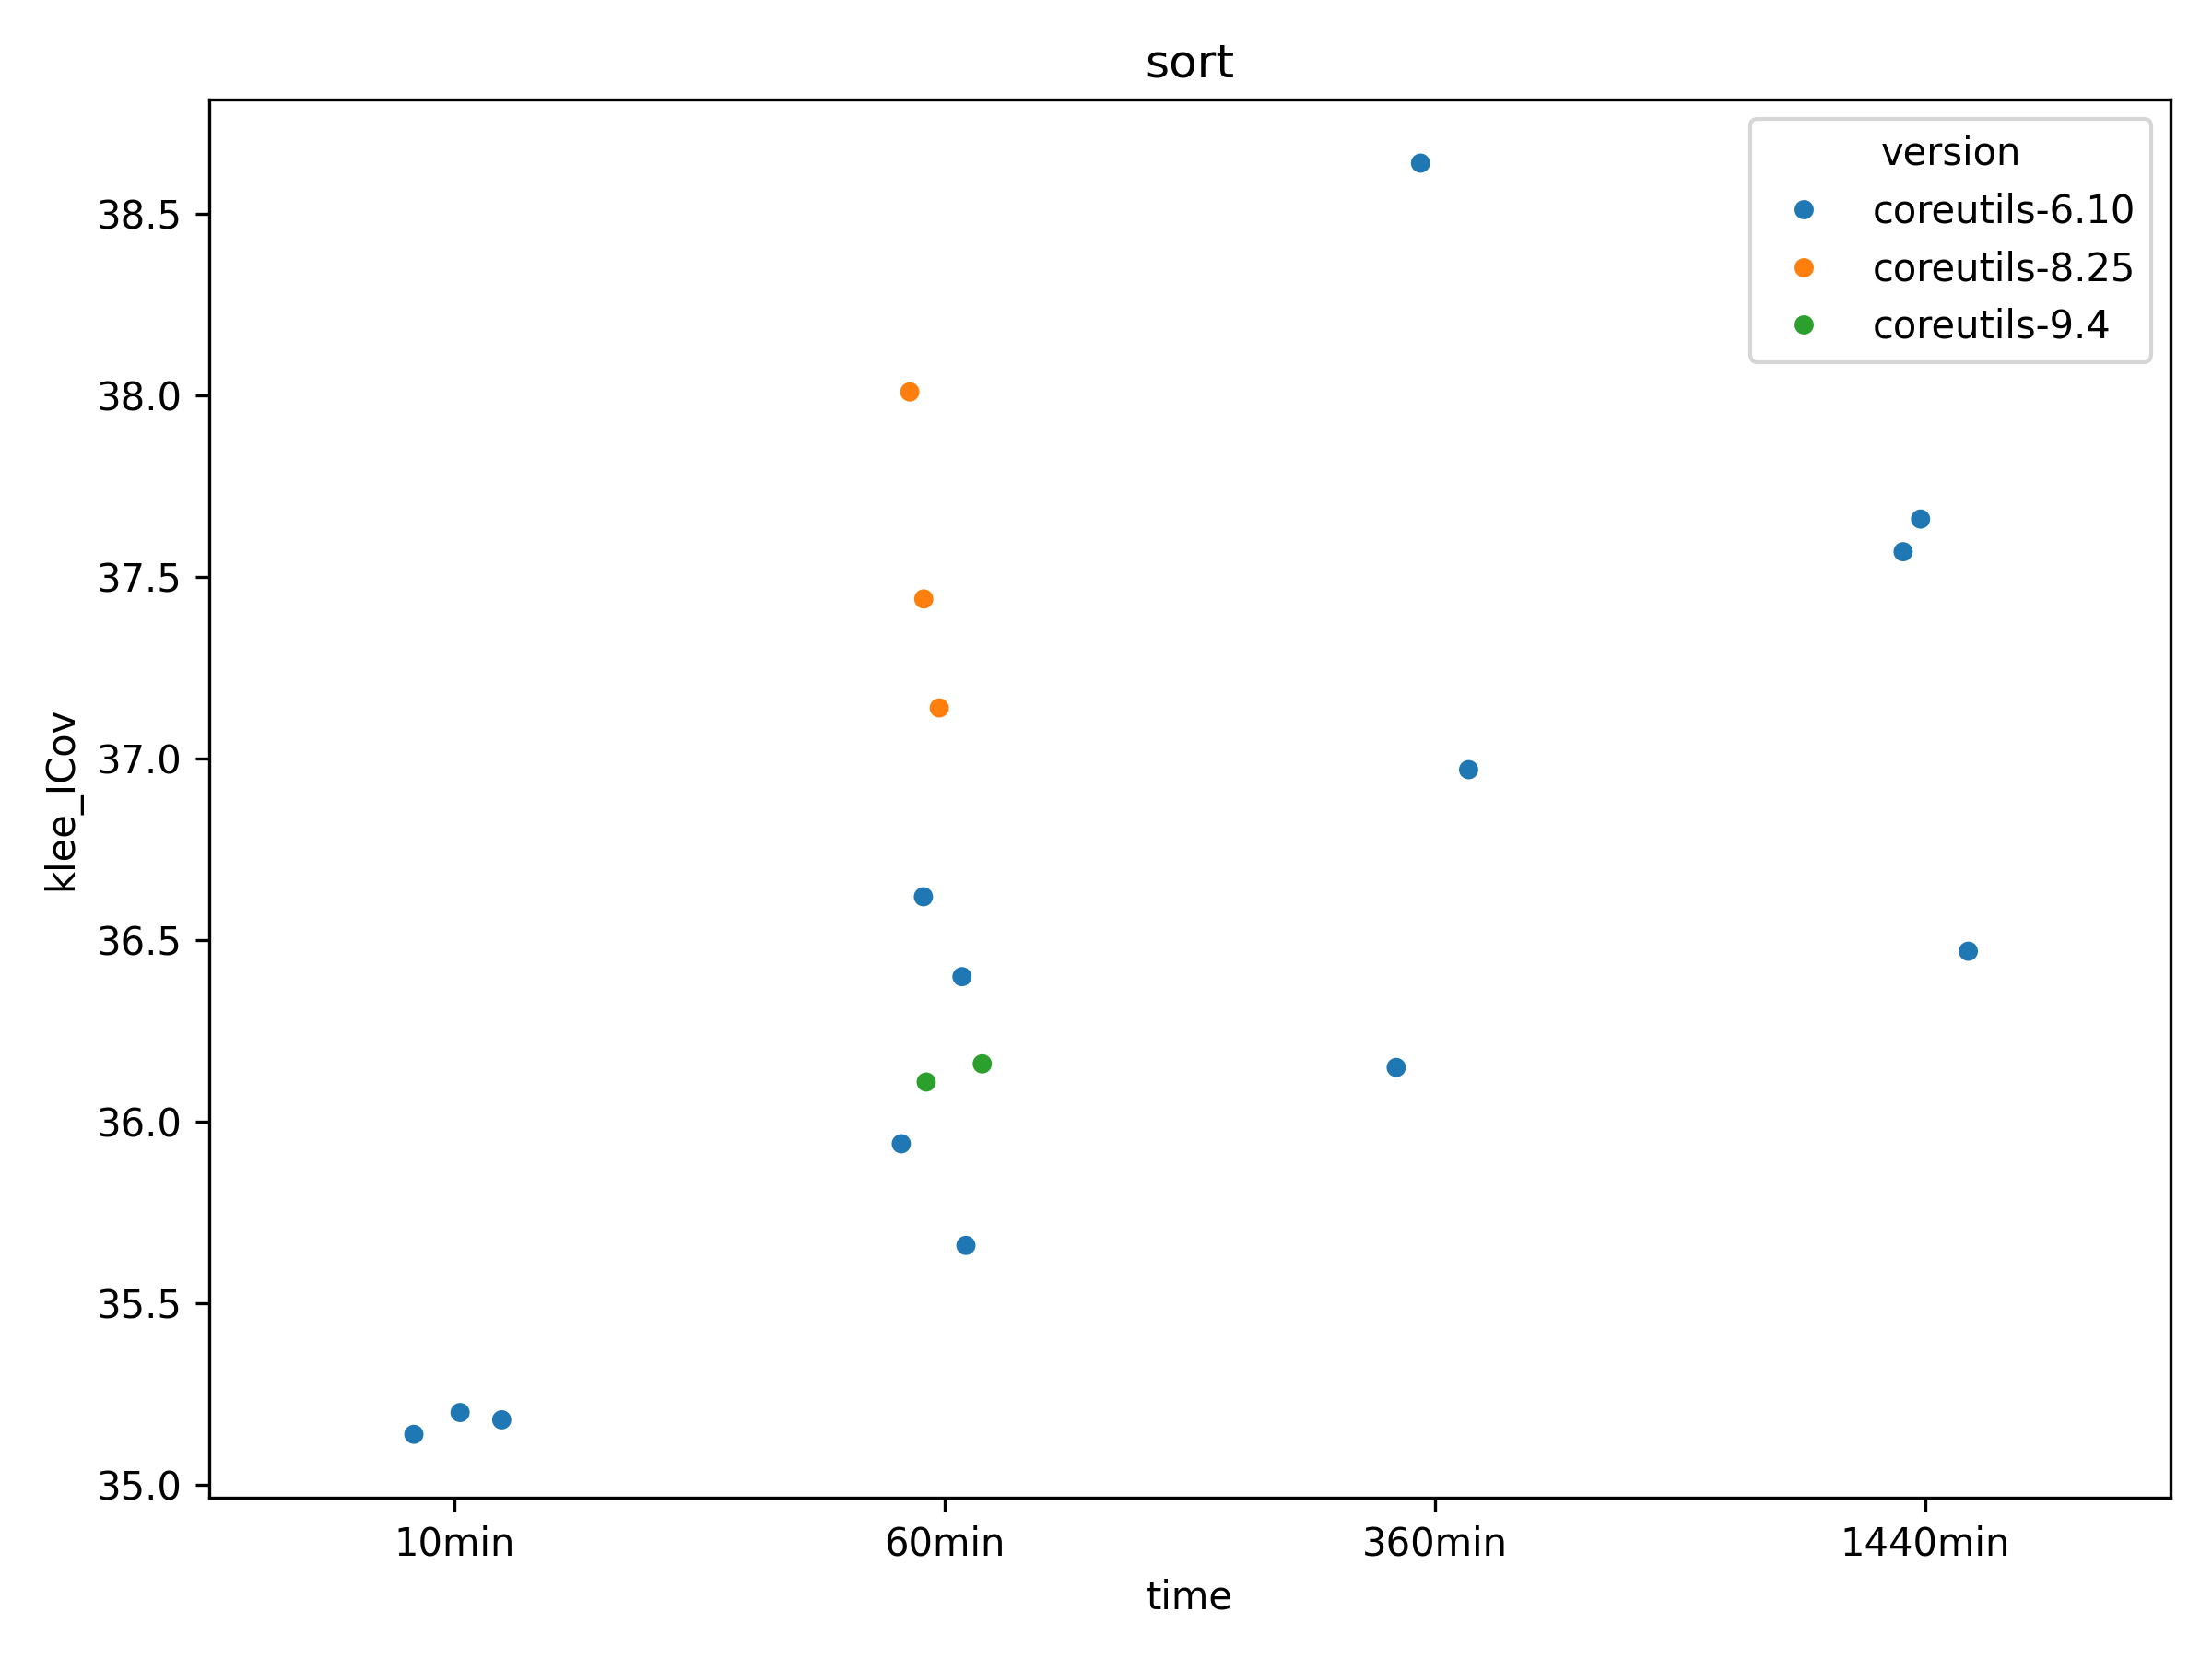 sort
version
coreutils-6.10
coreutils-8.25
coreutils-9.4
klee_ICov
38.5
38.0
37.5
37.0
36.5
36.0
35.5
35.0
10min 60min 360min 1440min
time